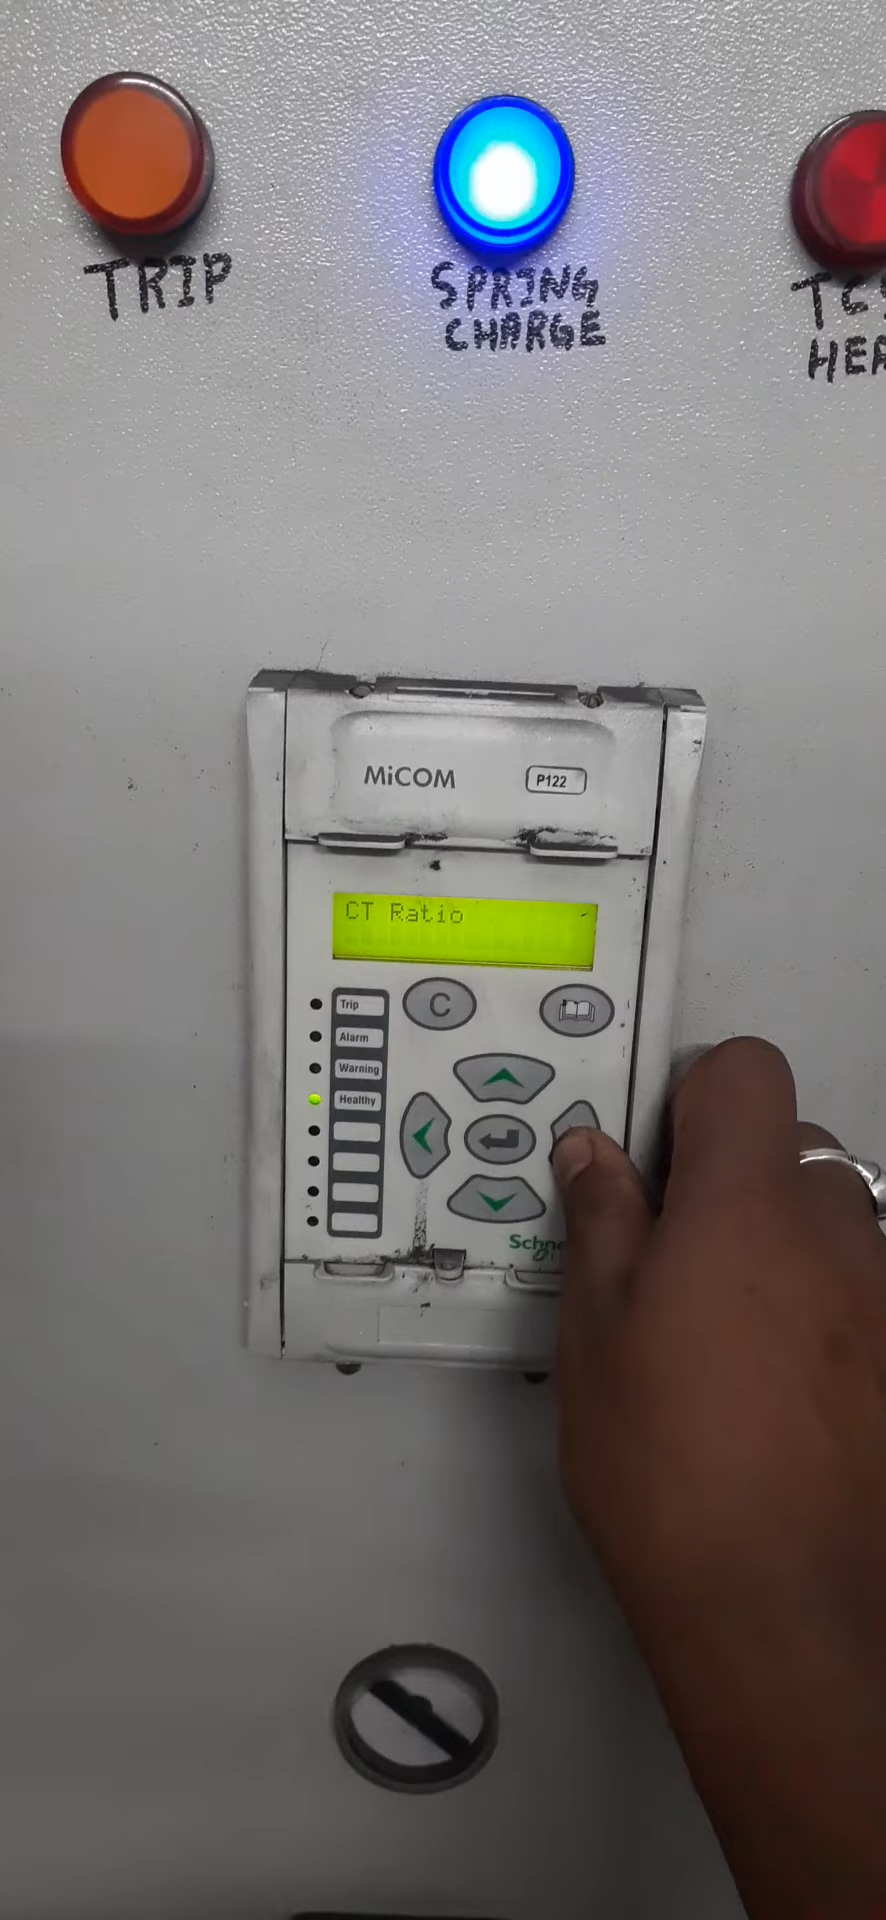 TRIP
SPRING
CHARGE
MiCOM
P122
CT Ratio
C
Trip
Alarm
Warning
Healthy